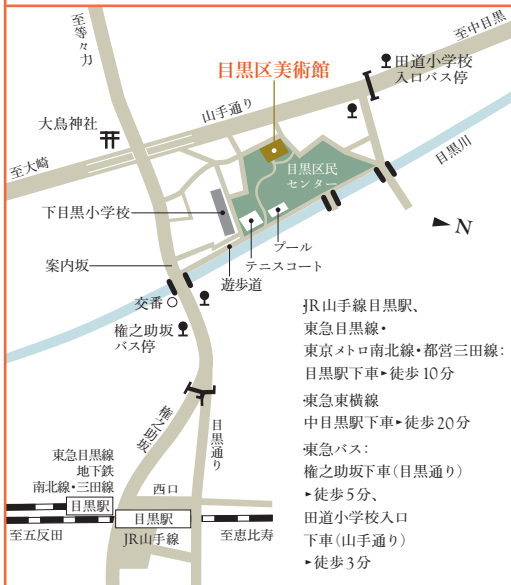 至等々力
至中目黒
田道小学校
入口バス停
目黒区美術館
山手通り
大鳥神社
目黒川
至大崎
目黒区民
センター
下目黒小学校
N
プール
テニスコート
案内坂
遊歩道
交番
権之助坂
バス停
JR山手線目黒駅、
東急目黒線・
東京メトロ南北線・都営三田線：
目黒駅下車▶徒歩10分
東急東横線
中目黒駅下車▶徒歩20分
東急バス：
権之助坂下車（目黒通り）
▶徒歩5分、
田道小学校入口
下車（山手通り）
▶徒歩3分
権之助坂
目黒通り
東急目黒線
地下鉄
南北線・三田線
西口
目黒駅
目黒駅
至五反田
JR山手線
至恵比寿